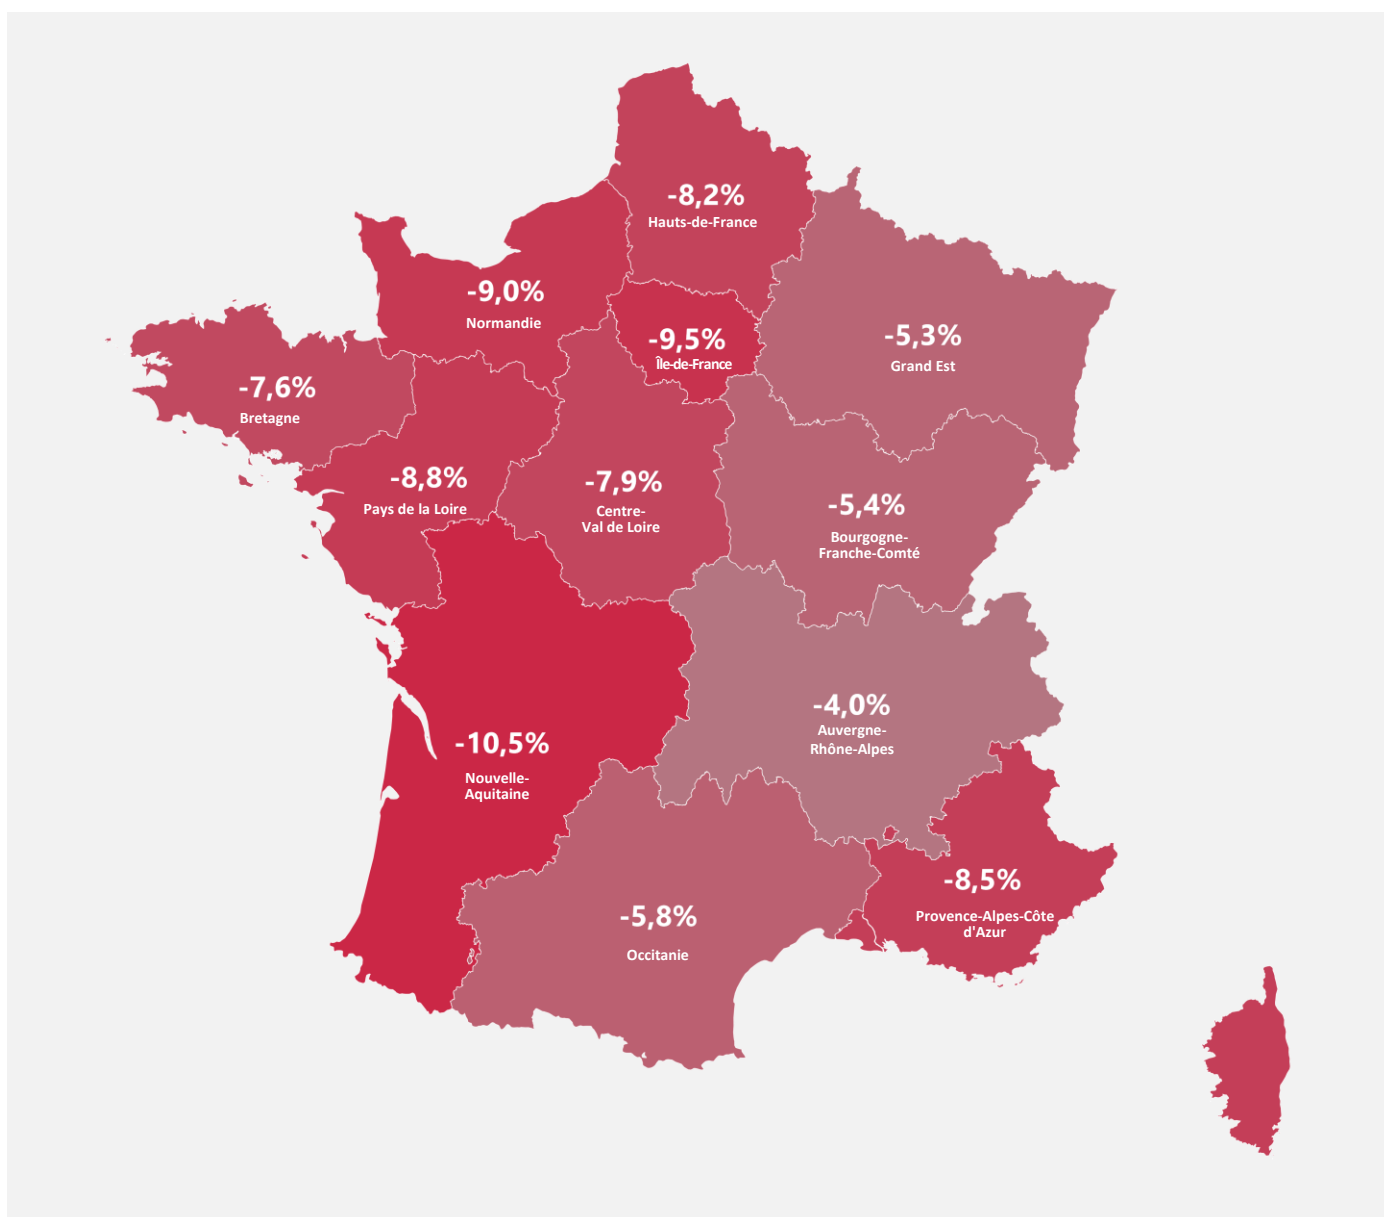 -8,2%
Hauts-de-France
-9,0%
Normandie
-9,5%
Île-de-France
-5,3%
Grand Est
-7,6%
Bretagne
-8,8%
Pays de la Loire
-7,9%
Centre-
Val de Loire
-5,4%
Bourgogne-
Franche-Comté
-4,0%
Auvergne-
Rhône-Alpes
-10,5%
Nouvelle-
Aquitaine
-8,5%
Provence-Alpes-Côte
d'Azur
-5,8%
Occitanie